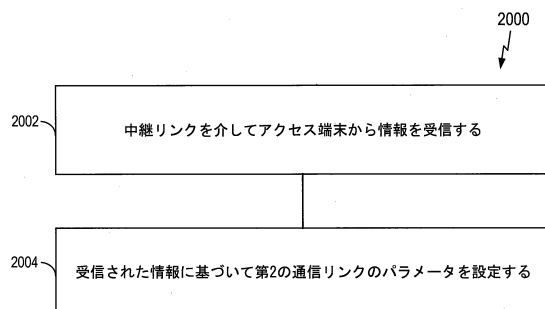 2000
2002
中継リンクを介してアクセス端末から情報を受信する
2004
受信された情報に基づいて第2の通信リンクのパラメータを設定する